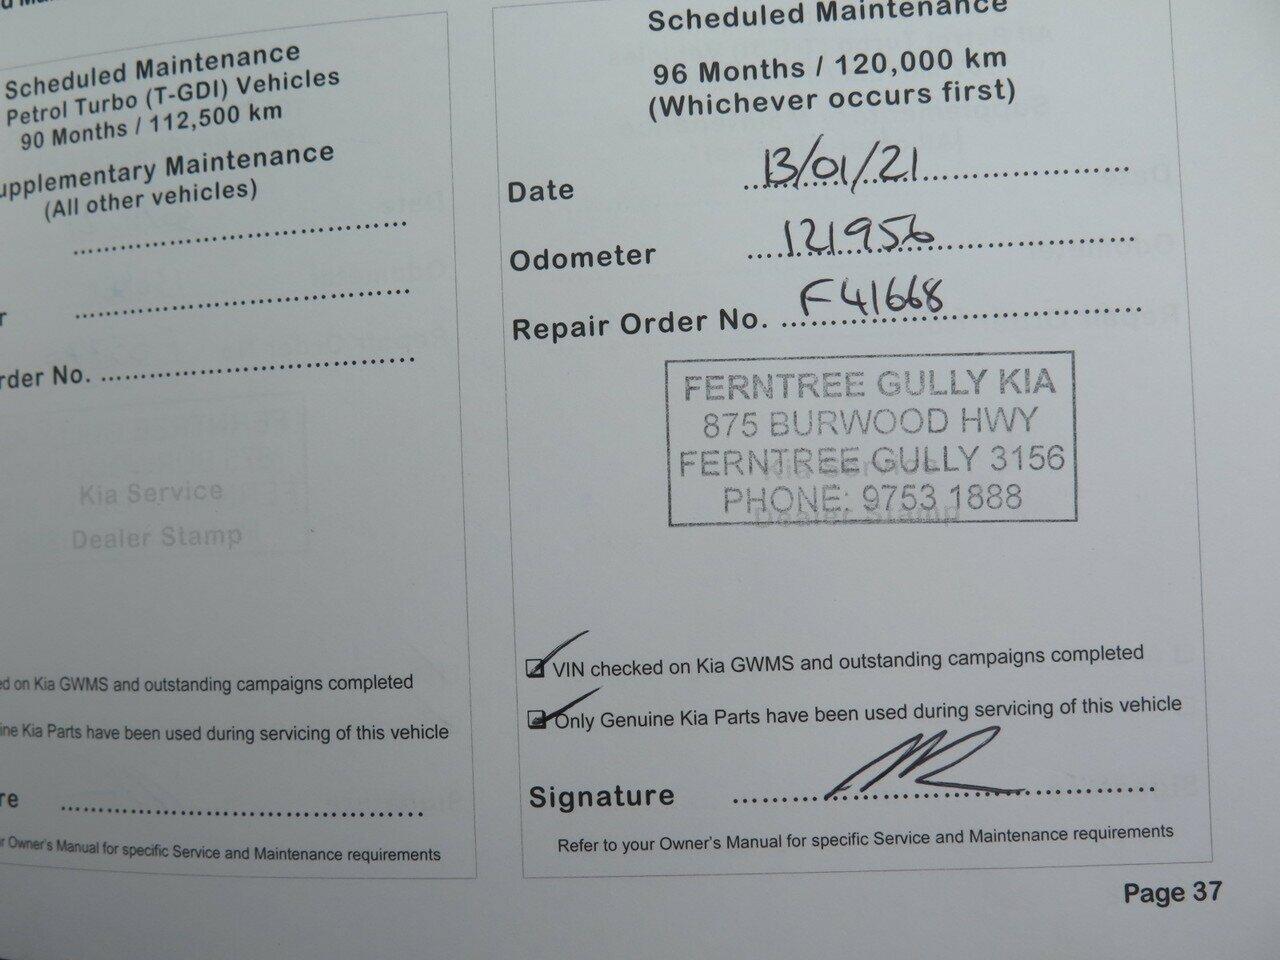 Scheduled Maintenance
Petrol Turbo (T-GDI) Vehicles
90 Months / 112,500 km
upplementary Maintenance
(All other vehicles)
r
rder No.
Kia Service
Dealer Stamp
ed on Kia GWMS and outstanding campaigns completed
ine Kia Parts have been used during servicing of this vehicle
re
r Owner's Manual for specific Service and Maintenance requirements
Scheduled Maintenance
96 Months / 120,000 km
(Whichever occurs first)
Date 13/01/21
Odometer 121956
Repair Order No. F41668
FERNTREE GULLY KIA
875 BURWOOD HWY
FERNTREE GULLY 3156
PHONE: 9753 1888
Dealer Stamp
VIN checked on Kia GWMS and outstanding campaigns completed
Only Genuine Kia Parts have been used during servicing of this vehicle
Signature
Refer to your Owner's Manual for specific Service and Maintenance requirements
Page 37